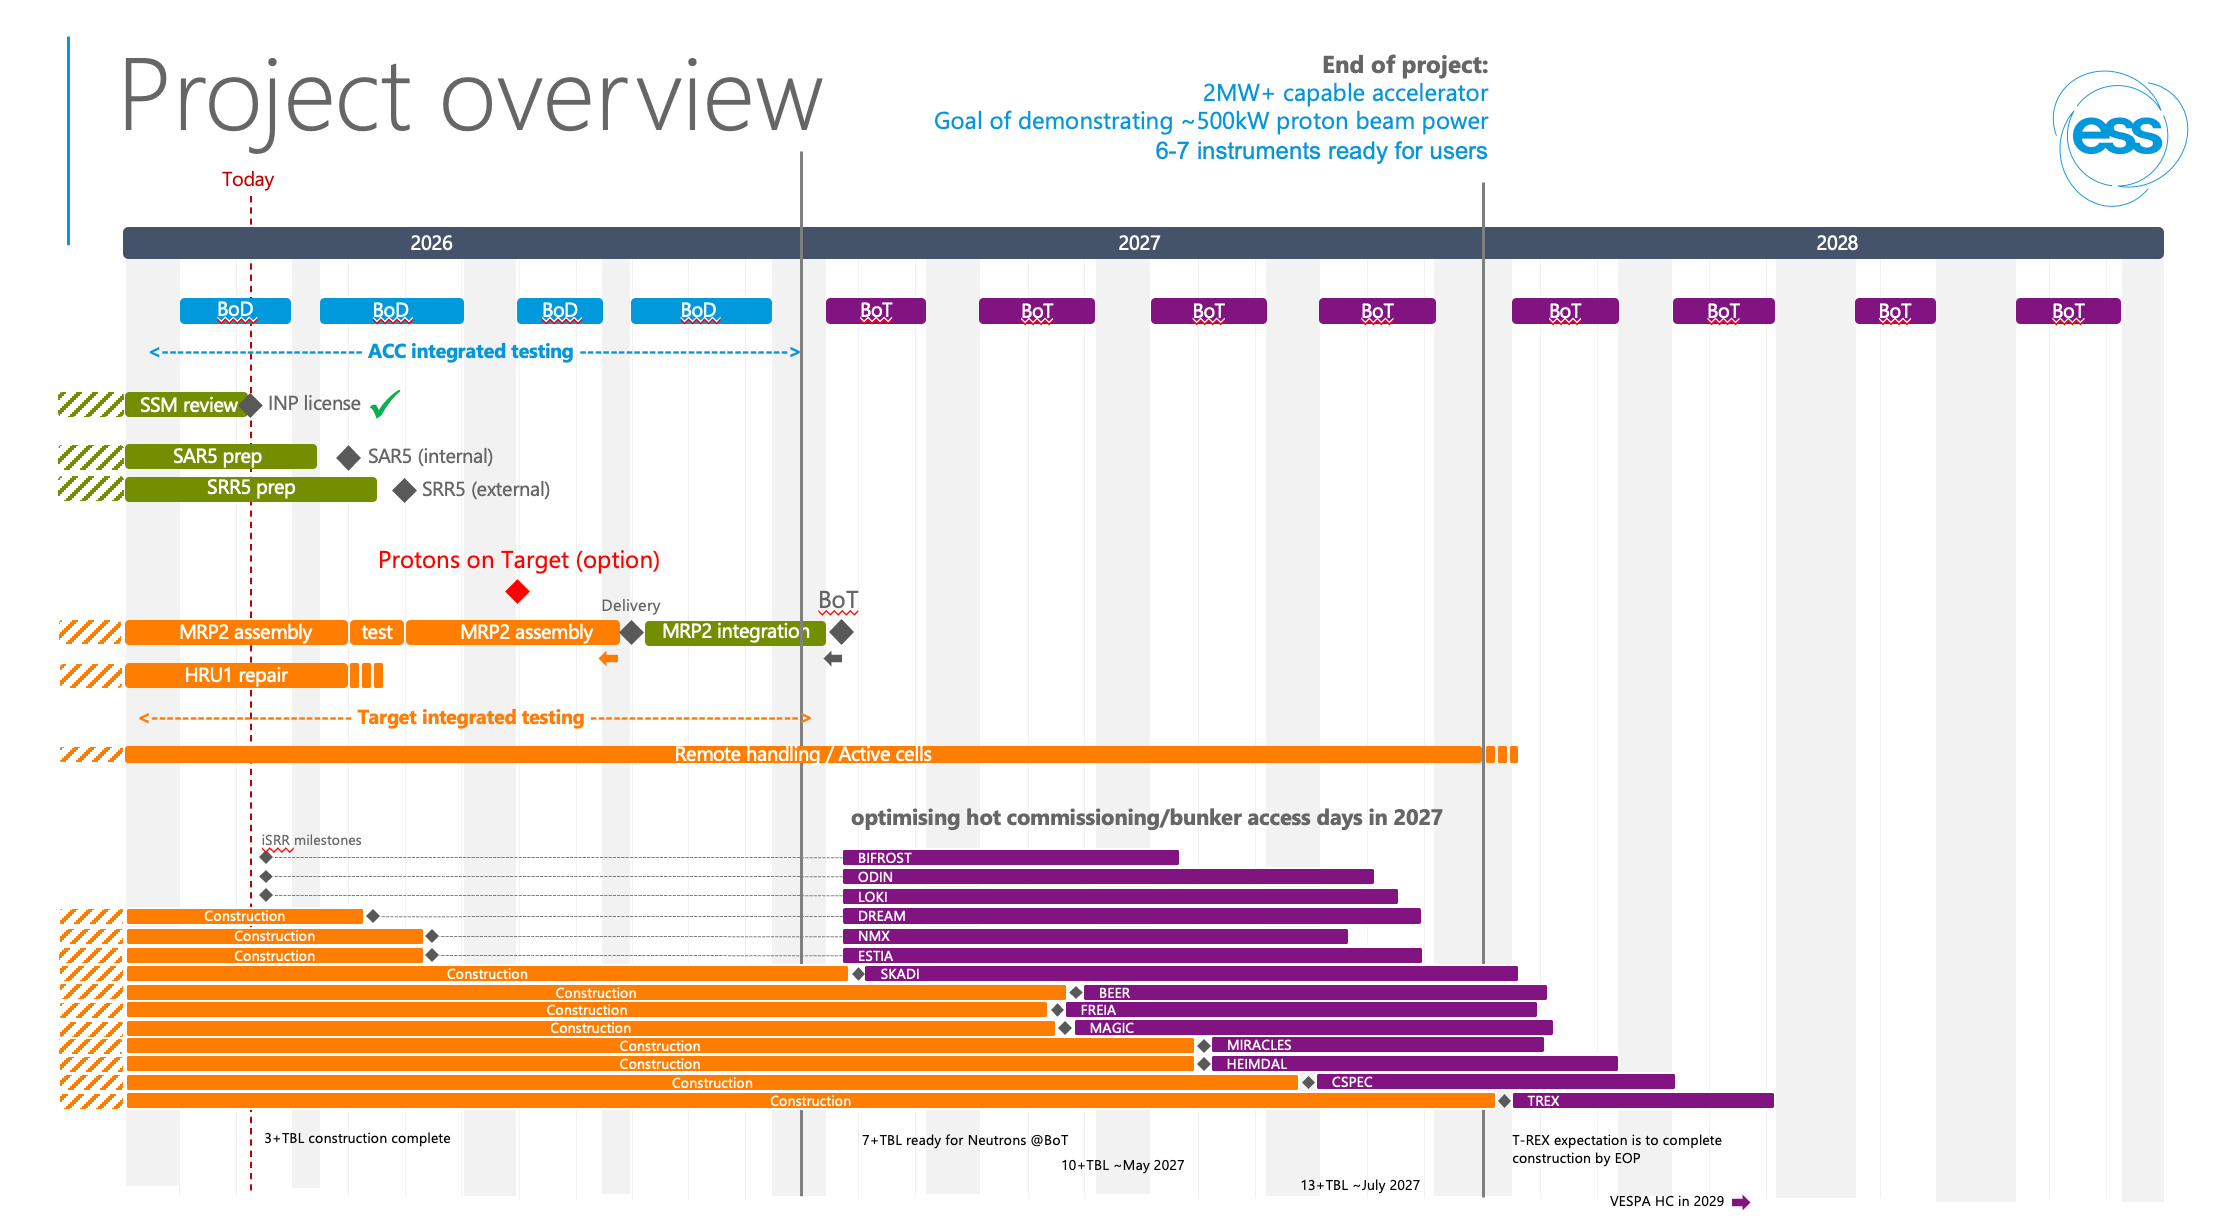 Project overview
End of project:
2MW+ capable accelerator
Goal of demonstrating ~500kW proton beam power
6-7 instruments ready for users
ess
Today
2026
2027
2028
BoD
BoD
BoD
BoD
BoT
BoT
BoT
BoT
BoT
BoT
BoT
BoT
ACC integrated testing
SSM review
INP license
SAR5 prep
SAR5 (internal)
SRR5 prep
SRR5 (external)
Protons on Target (option)
Delivery
BoT
MRP2 assembly
test
MRP2 assembly
MRP2 integration
HRU1 repair
Target integrated testing
Remote handling / Active cells
optimising hot commissioning/bunker access days in 2027
iSRR milestones
BIFROST
ODIN
LOKI
Construction
DREAM
Construction
NMX
Construction
ESTIA
Construction
SKADI
Construction
BEER
Construction
FREIA
Construction
MAGIC
Construction
MIRACLES
Construction
HEIMDAL
Construction
CSPEC
Construction
TREX
3+TBL construction complete
7+TBL ready for Neutrons @BoT
10+TBL ~May 2027
13+TBL ~July 2027
T-REX expectation is to complete
construction by EOP
VESPA HC in 2029